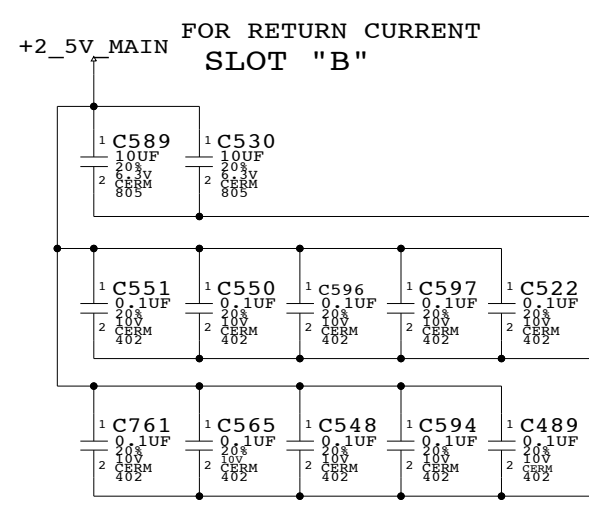 FOR RETURN CURRENT
+2_5V_MAIN
SLOT "B"
1 C589 1 C530
10UF 10UF
20% 20%
6.3V 6.3V
2 CERM 2 CERM
805 805
1 C551 1 C550 1 C596 1 C597 1 C522
0.1UF 0.1UF 0.1UF 0.1UF 0.1UF
20% 20% 20% 20% 20%
10V 10V 10V 10V 10V
2 CERM 2 CERM 2 CERM 2 CERM 2 CERM
402 402 402 402 402
1 C761 1 C565 1 C548 1 C594 1 C489
0.1UF 0.1UF 0.1UF 0.1UF 0.1UF
20% 20% 20% 20% 20%
10V 10V 10V 10V 10V
2 CERM 2 CERM 2 CERM 2 CERM 2 CERM
402 402 402 402 402